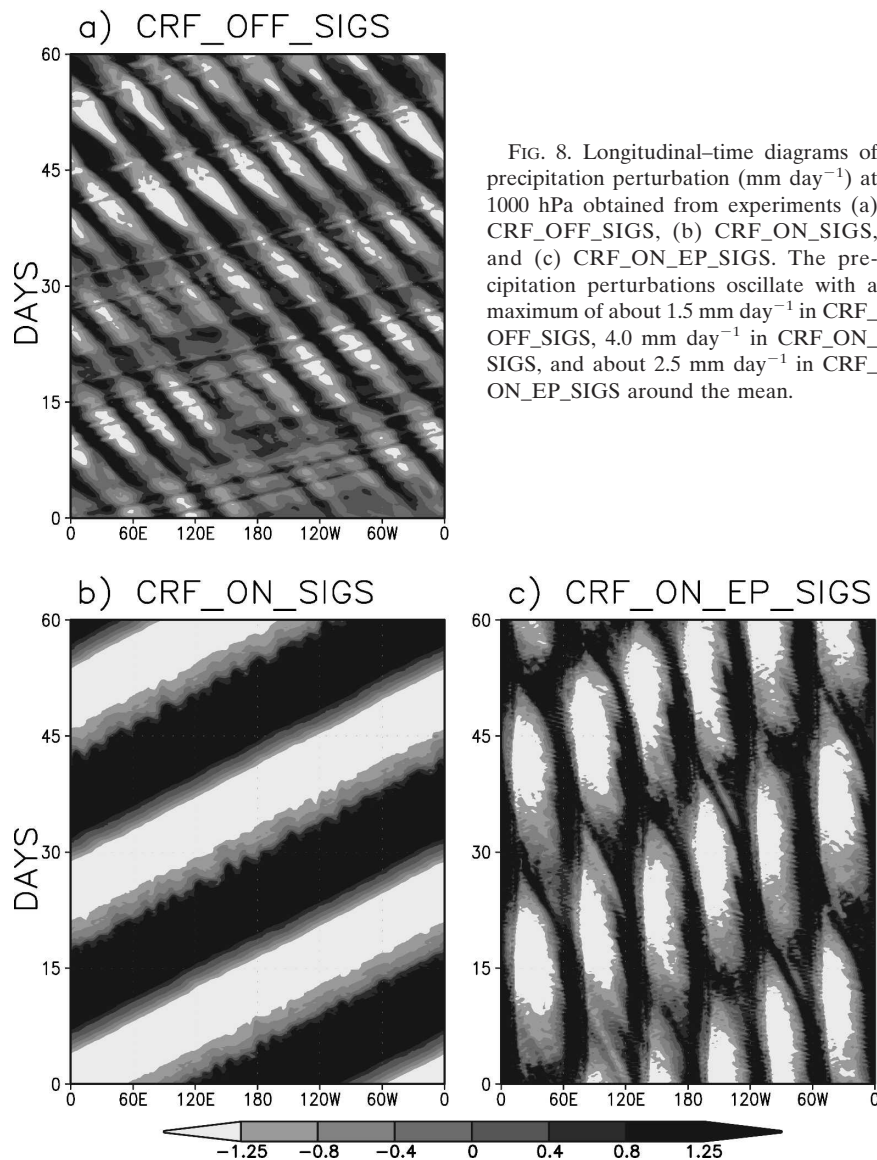 a) CRF_OFF_SIGS
60
45
30
15
0
DAYS
0 60E 120E 180 120W 60W 0
FIG. 8. Longitudinal–time diagrams of
precipitation perturbation (mm day−1) at
1000 hPa obtained from experiments (a)
CRF_OFF_SIGS, (b) CRF_ON_SIGS,
and (c) CRF_ON_EP_SIGS. The pre-
cipitation perturbations oscillate with a
maximum of about 1.5 mm day−1 in CRF_
OFF_SIGS, 4.0 mm day−1 in CRF_ON_
SIGS, and about 2.5 mm day−1 in CRF_
ON_EP_SIGS around the mean.
b) CRF_ON_SIGS
60
45
30
15
0
DAYS
0 60E 120E 180 120W 60W 0
c) CRF_ON_EP_SIGS
60
45
30
15
0
0 60E 120E 180 120W 60W 0
−1.25 −0.8 −0.4 0 0.4 0.8 1.25